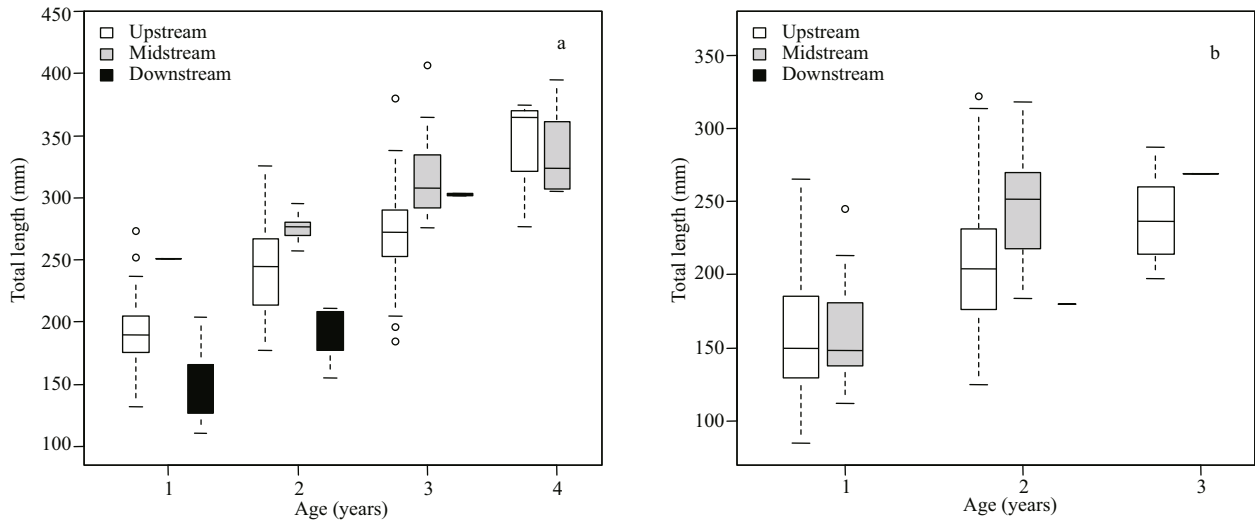 450
400
350
300
250
200
150
100
Total length (mm)
Upstream
Midstream
Downstream
a
1 2 3 4
Age (years)
350
300
250
200
150
100
Total length (mm)
Upstream
Midstream
Downstream
b
1 2 3
Age (years)